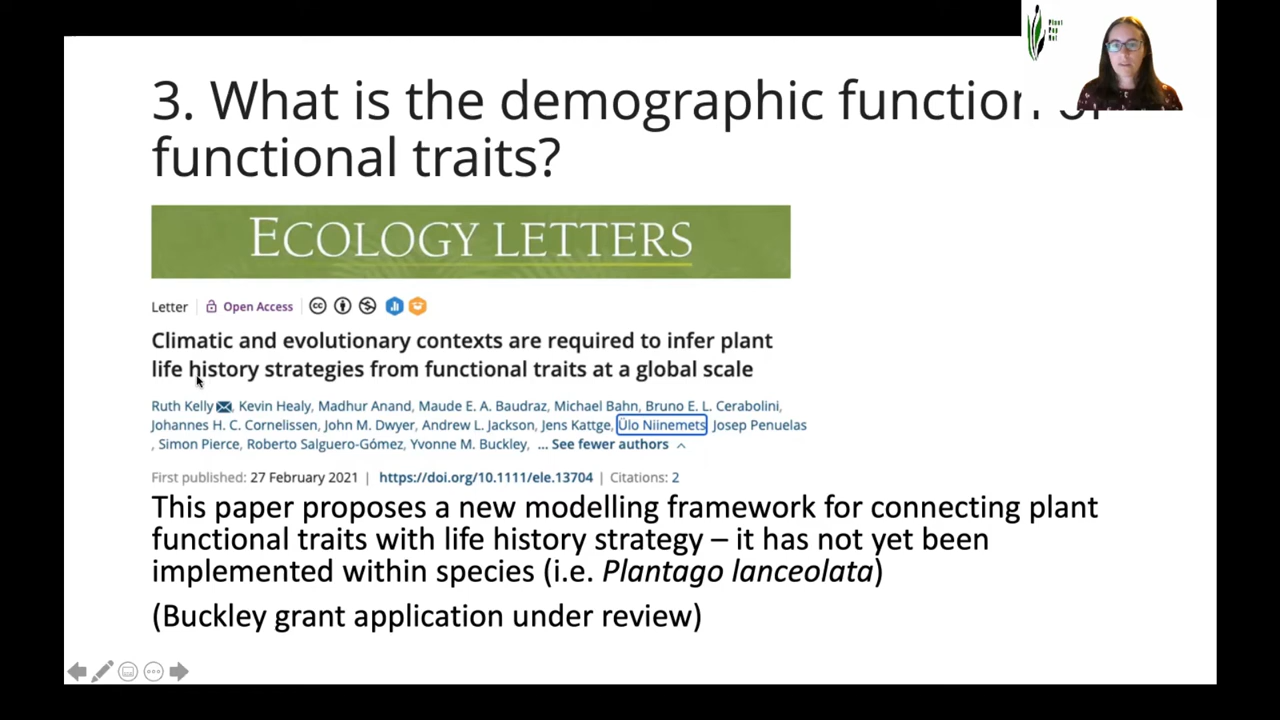 Plant
Pop
Net
3. What is the demographic function of
functional traits?
ECOLOGY LETTERS
Letter | Open Access |
Climatic and evolutionary contexts are required to infer plant
life history strategies from functional traits at a global scale
Ruth Kelly, Kevin Healy, Madhur Anand, Maude E. A. Baudraz, Michael Bahn, Bruno E. L. Cerabolini,
Johannes H. C. Cornelissen, John M. Dwyer, Andrew L. Jackson, Jens Kattge, Ülo Niinemets, Josep Penuelas
, Simon Pierce, Roberto Salguero-Gómez, Yvonne M. Buckley, ... See fewer authors
First published: 27 February 2021 | https://doi.org/10.1111/ele.13704 | Citations: 2
This paper proposes a new modelling framework for connecting plant
functional traits with life history strategy – it has not yet been
implemented within species (i.e. Plantago lanceolata)
(Buckley grant application under review)